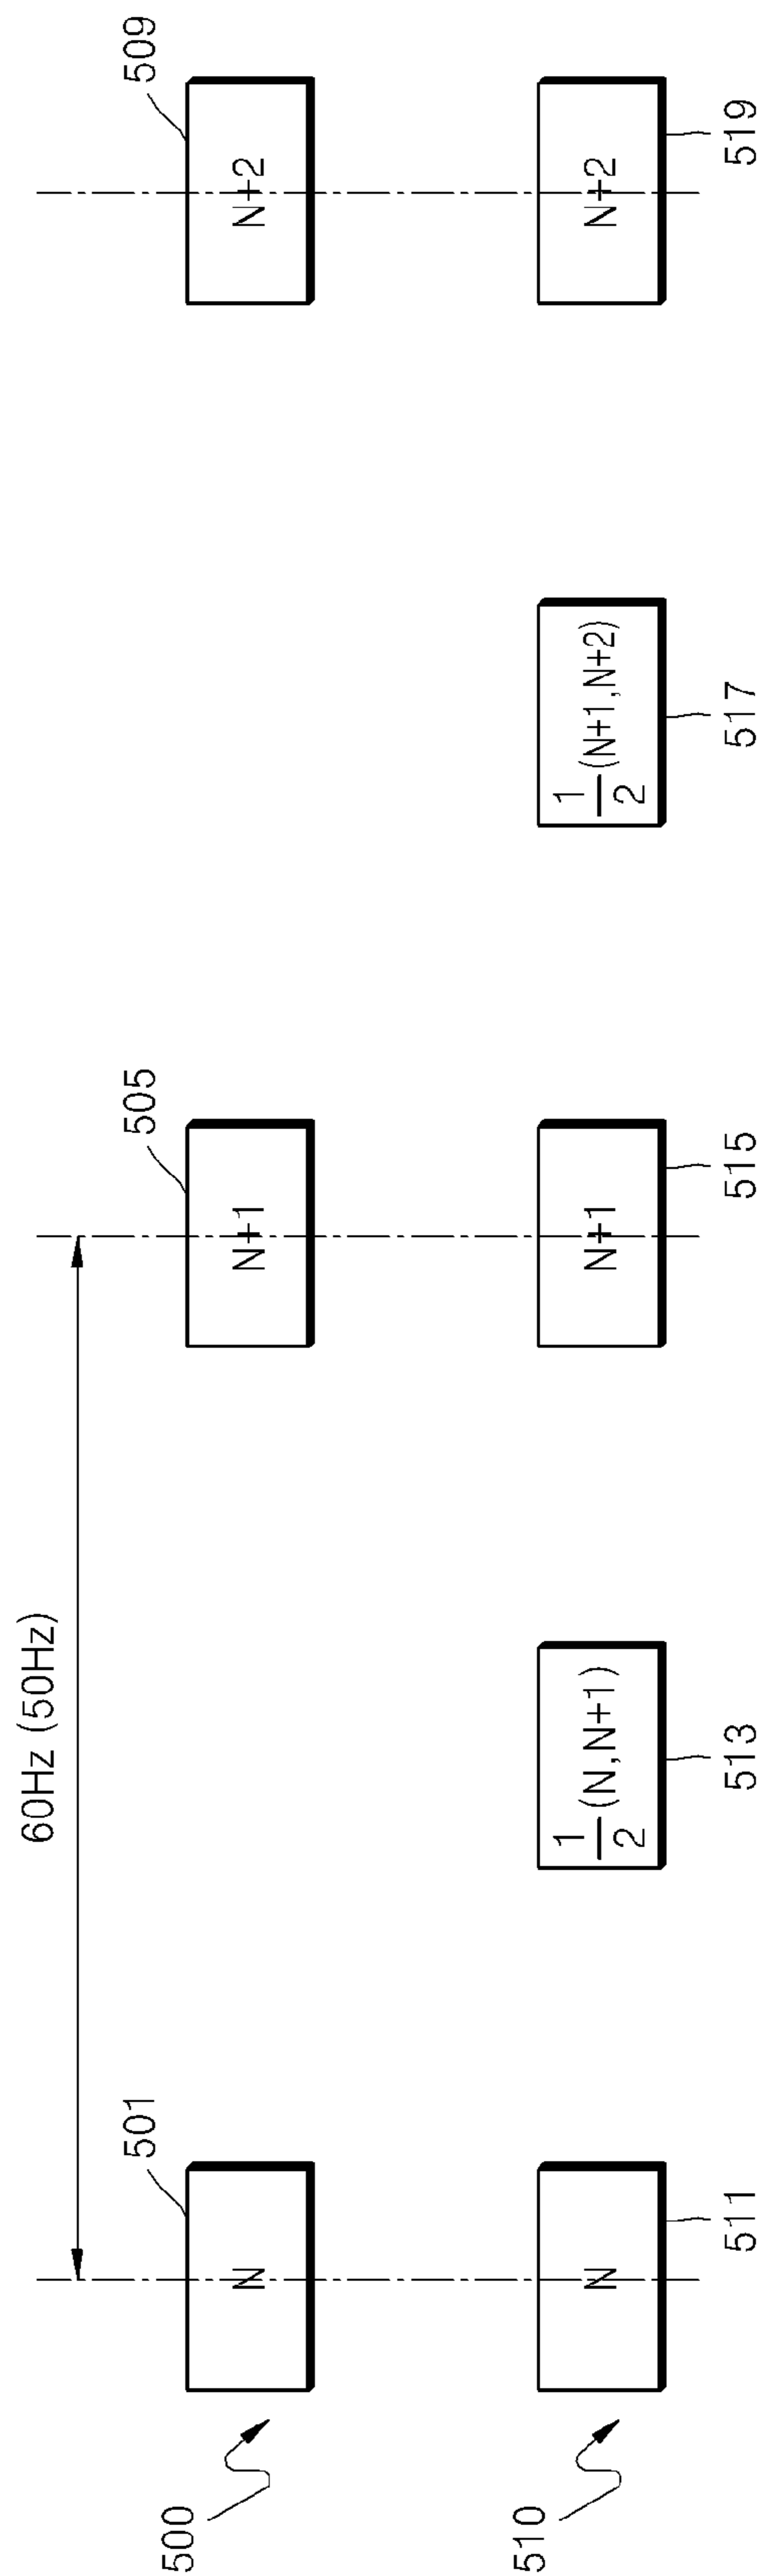 60Hz (50Hz)
500
501
N
505
N+1
509
N+2
510
N
511
1/2 (N,N+1)
513
N+1
515
1/2 (N+1,N+2)
517
N+2
519